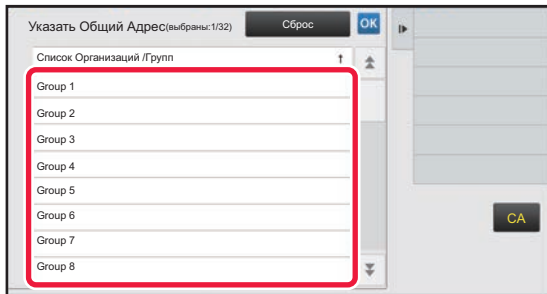 Указать Общий Адрес(выбраны:1/32) Сброс OK
Список Организаций /Групп ↑
Group 1
Group 2
Group 3
Group 4
Group 5
Group 6
Group 7
Group 8
CA